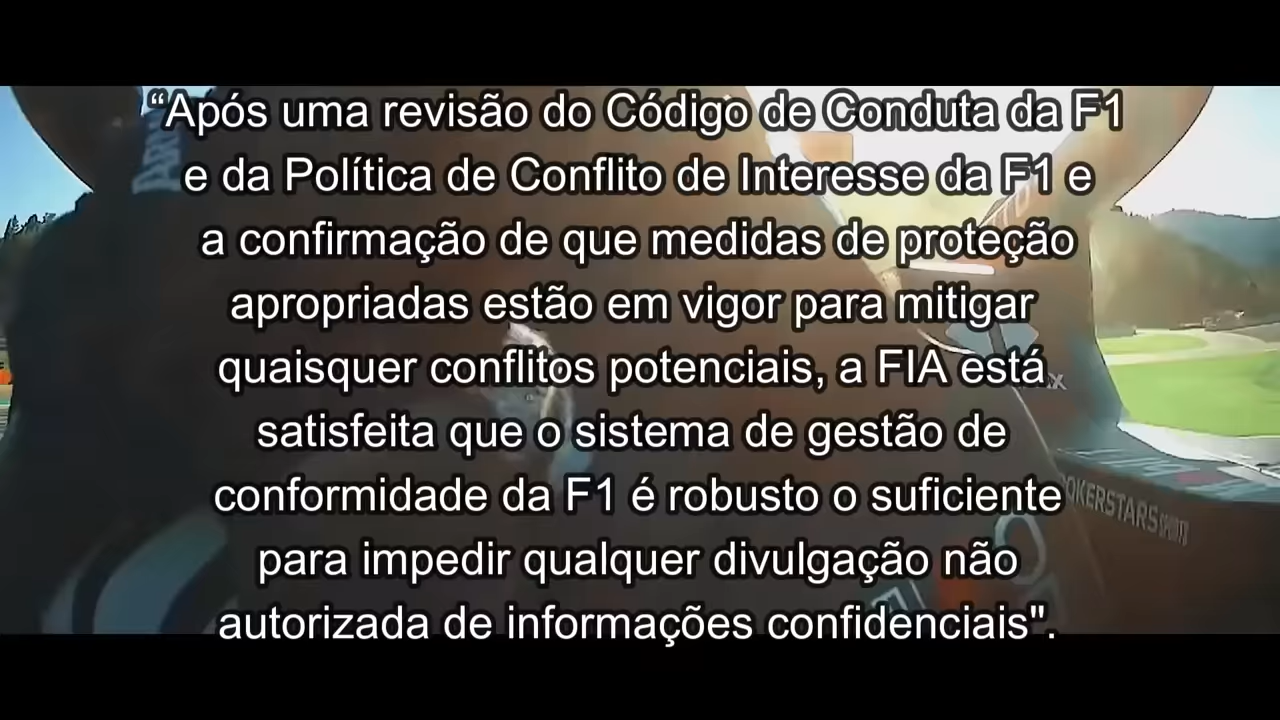 “Após uma revisão do Código de Conduta da F1
e da Política de Conflito de Interesse da F1 e
a confirmação de que medidas de proteção
apropriadas estão em vigor para mitigar
quaisquer conflitos potenciais, a FIA está
satisfeita que o sistema de gestão de
conformidade da F1 é robusto o suficiente
para impedir qualquer divulgação não
autorizada de informações confidenciais".
OKERSTARS